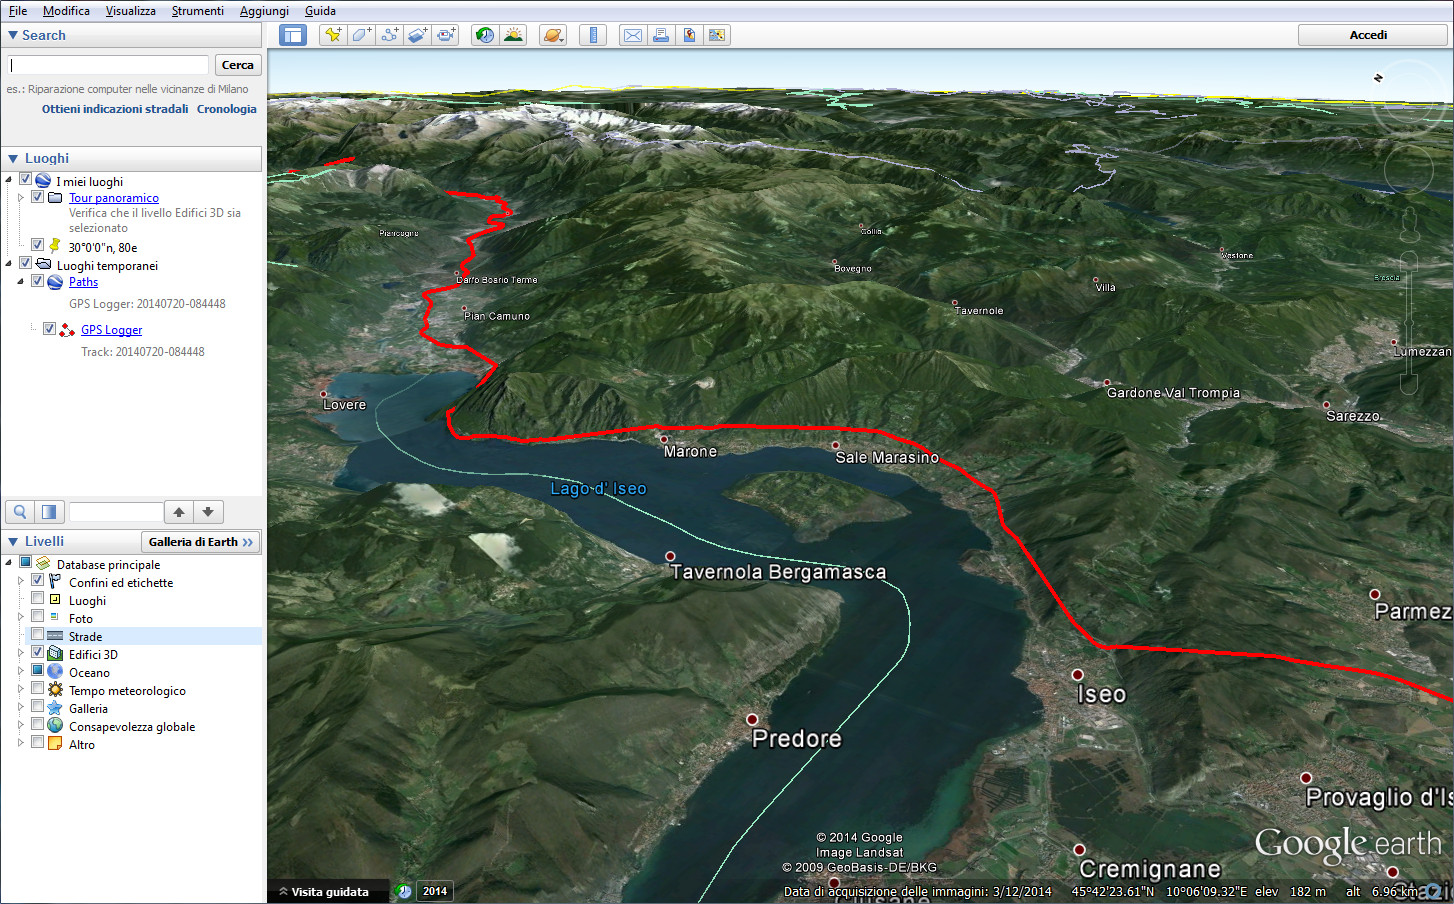 File Modifica Visualizza Strumenti Aggiungi Guida
Search
Cerca
es.: Riparazione computer nelle vicinanze di Milano
Ottieni indicazioni stradali Cronologia
Luoghi
I miei luoghi
Tour panoramico
Verifica che il livello Edifici 3D sia
selezionato
30°0'0"n, 80e
Luoghi temporanei
Paths
GPS Logger: 20140720-084448
GPS Logger
Track: 20140720-084448
Livelli
Galleria di Earth
Database principale
Confini ed etichette
Luoghi
Foto
Strade
Edifici 3D
Oceano
Tempo meteorologico
Galleria
Consapevolezza globale
Altro
Accedi
N
Piancogno
Collio
Bovegno
Vestone
Darfo Boario Terme
Brescia
Villa
Pian Camuno
Tavernole
Lumezzan
Gardone Val Trompia
Lovere
Sarezzo
Marone
Sale Marasino
Lago d' Iseo
Tavernola Bergamasca
Parmez
Iseo
Predore
Provaglio d'Is
© 2014 Google
Image Landsat
© 2009 GeoBasis-DE/BKG
Google earth
Cremignane
Visita guidata
2014
Data di acquisizione delle immagini: 3/12/2014 45°42'23.61"N 10°06'09.32"E elev 182 m alt 6.96 km
Clusane